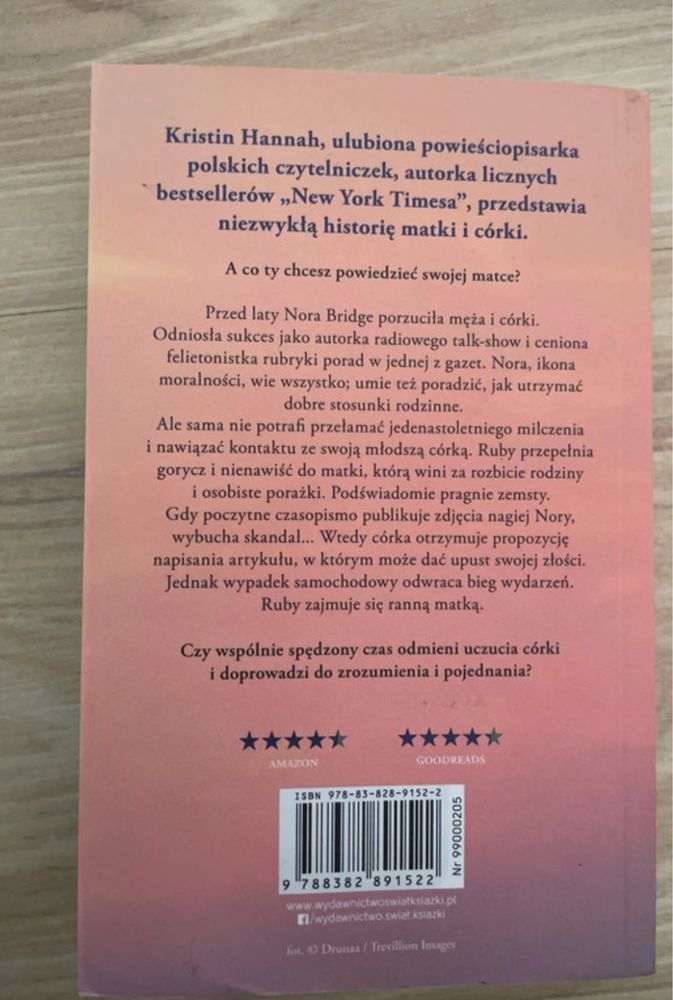 Kristin Hannah, ulubiona powieściopisarka
polskich czytelniczek, autorka licznych
bestsellerów „New York Timesa”, przedstawia
niezwykłą historię matki i córki.
A co ty chcesz powiedzieć swojej matce?
Przed laty Nora Bridge porzuciła męża i córki.
Odniosła sukces jako autorka radiowego talk-show i ceniona
felietonistka rubryki porad w jednej z gazet. Nora, ikona
moralności, wie wszystko; umie też poradzić, jak utrzymać
dobre stosunki rodzinne.
Ale sama nie potrafi przełamać jedenastoletniego milczenia
i nawiązać kontaktu ze swoją młodszą córką. Ruby przepełnia
gorycz i nienawiść do matki, którą wini za rozbicie rodziny
i osobiste porażki. Podświadomie pragnie zemsty.
Gdy poczytne czasopismo publikuje zdjęcia nagiej Nory,
wybucha skandal... Wtedy córka otrzymuje propozycję
napisania artykułu, w którym może dać upust swojej złości.
Jednak wypadek samochodowy odwraca bieg wydarzeń.
Ruby zajmuje się ranną matką.
Czy wspólnie spędzony czas odmieni uczucia córki
i doprowadzi do zrozumienia i pojednania?
AMAZON
GOODREADS
ISBN 978-83-828-9152-2
9 788382 891522
Nr 99000205
www.wydawnictwoswiatksiazki.pl
/wydawnictwo.swiat.ksiazki
fot. © Drunaa / Trevillion Images